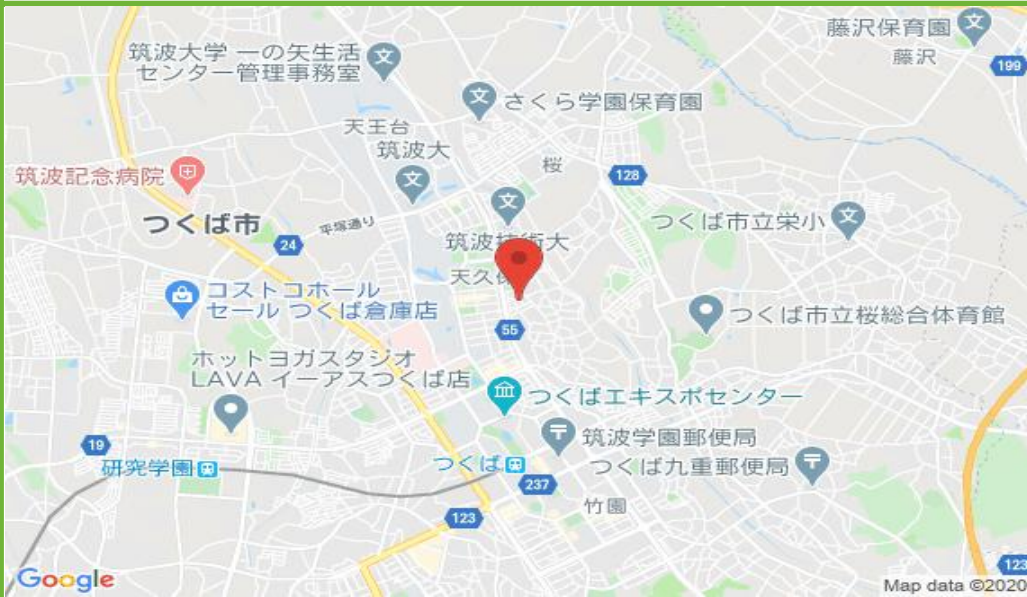 藤沢保育園
藤沢
199
筑波大学 一の矢生活
センター管理事務室
さくら学園保育園
天王台
筑波大
桜
128
筑波記念病院
つくば市立栄小
つくば市
平塚通り
24
筑波技術大
天久保
55
コストコホール
セール つくば倉庫店
つくば市立桜総合体育館
ホットヨガスタジオ
LAVA イーアスつくば店
つくばエキスポセンター
筑波学園郵便局
19
研究学園
つくば
つくば九重郵便局
237
123
竹園
123
Google
Map data ©2020